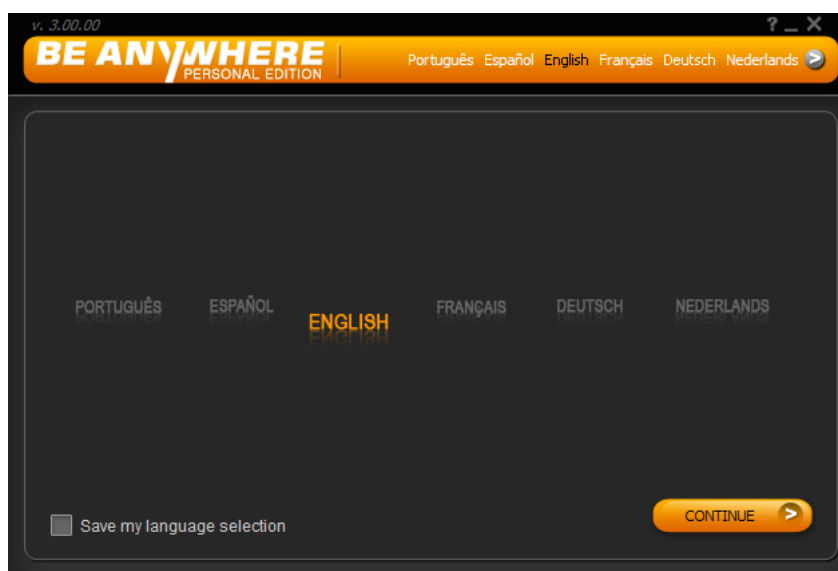 v. 3.00.00 ? _ X
BE ANYWHERE
PERSONAL EDITION
Português Español English Français Deutsch Nederlands >
PORTUGUÊS ESPAÑOL ENGLISH FRANÇAIS DEUTSCH NEDERLANDS
Save my language selection
CONTINUE >